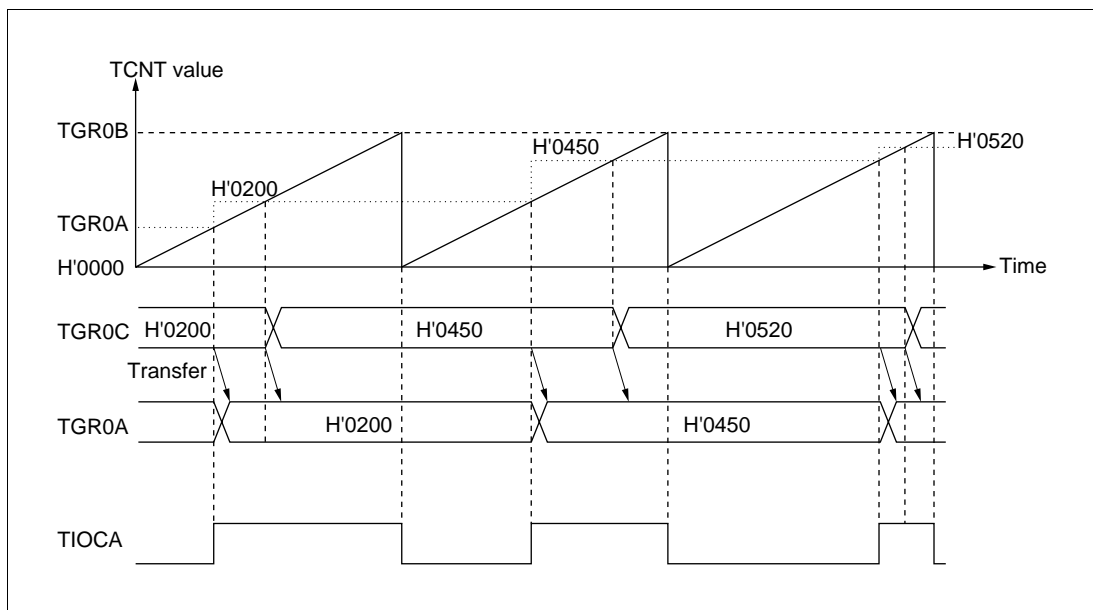 TCNT value
TGR0B
H'0520
H'0450
H'0200
TGR0A
H'0000
Time
TGR0C
H'0200
H'0450
H'0520
Transfer
TGR0A
H'0200
H'0450
TIOCA